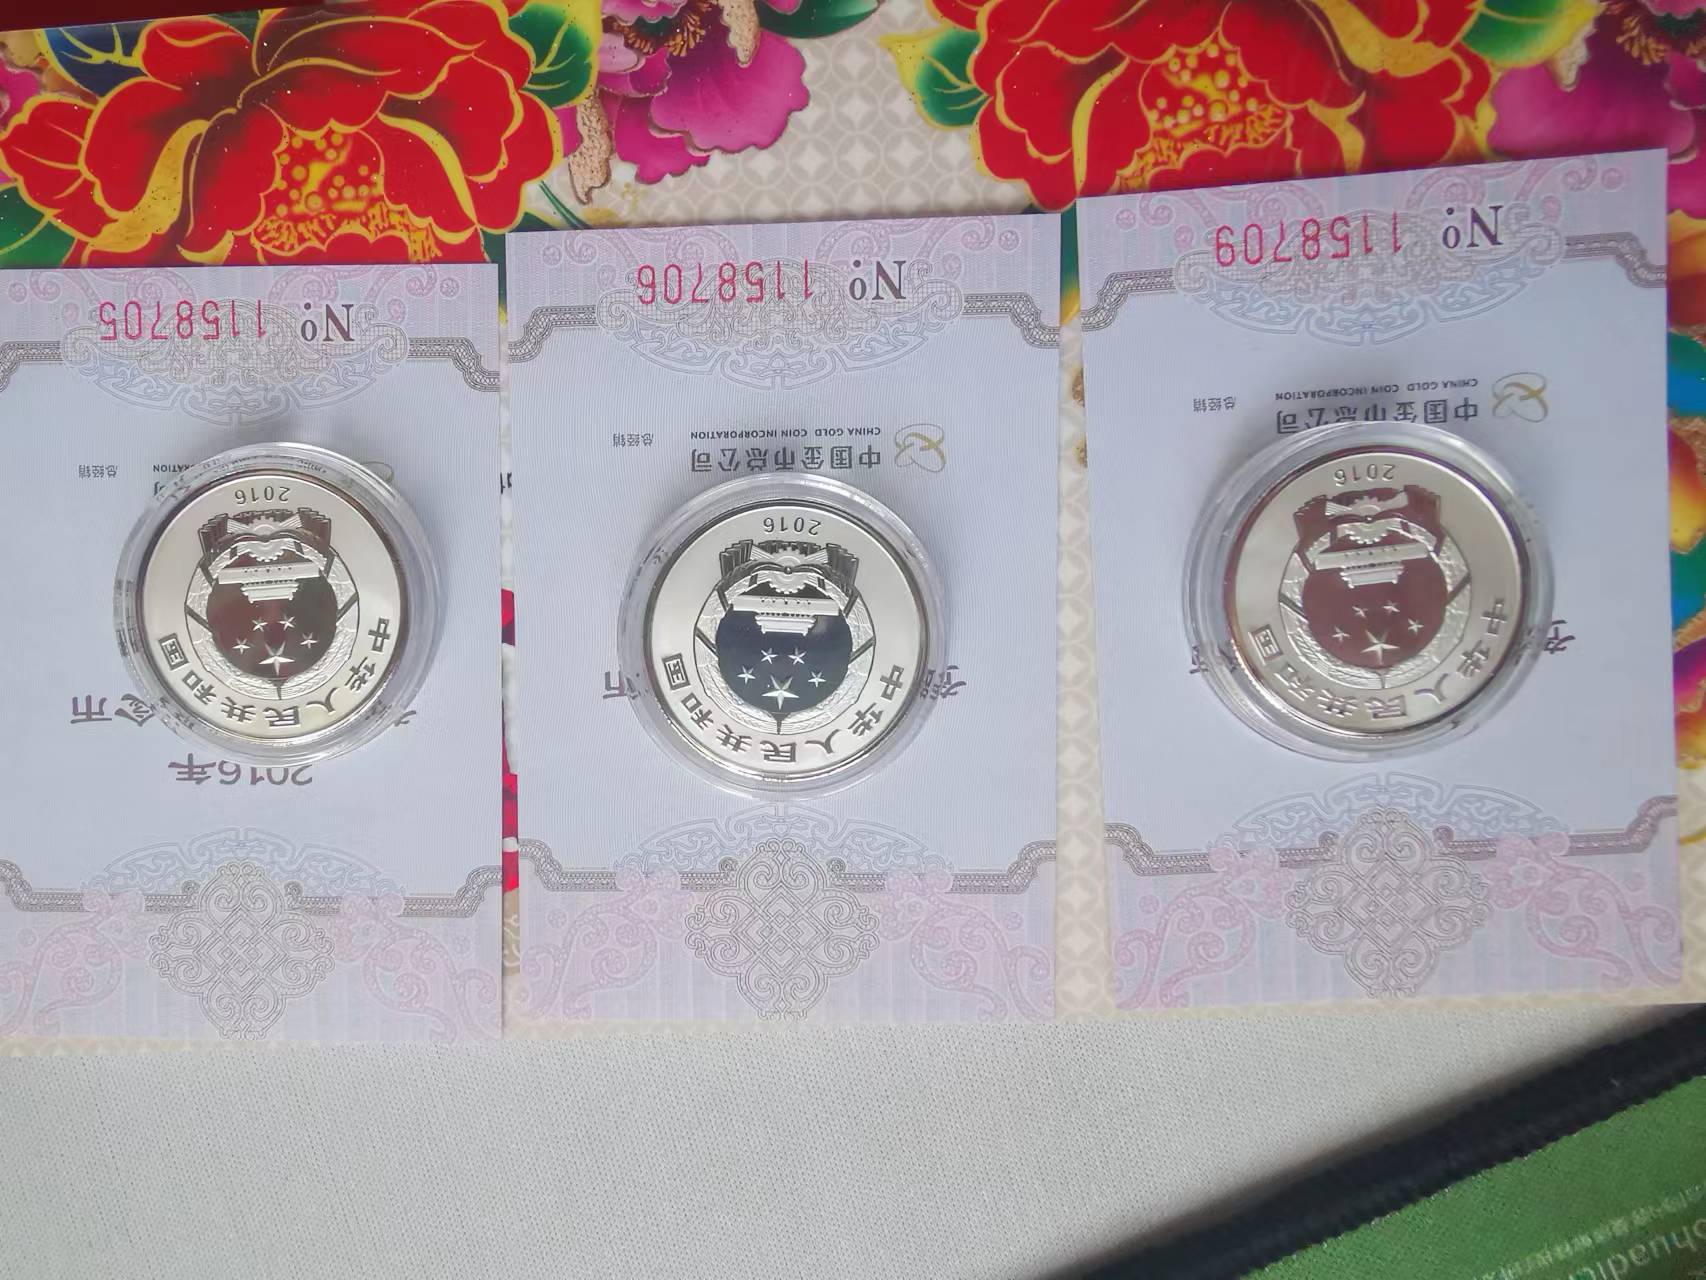 No 1158705
总经销
2016
中华人民共和国
2016年
No 1158706
中国金币总公司
CHINA GOLD COIN INCORPORATION
总经销
2016
中华人民共和国
No 1158709
中国金币总公司
CHINA GOLD COIN INCORPORATION
总经销
2016
中华人民共和国